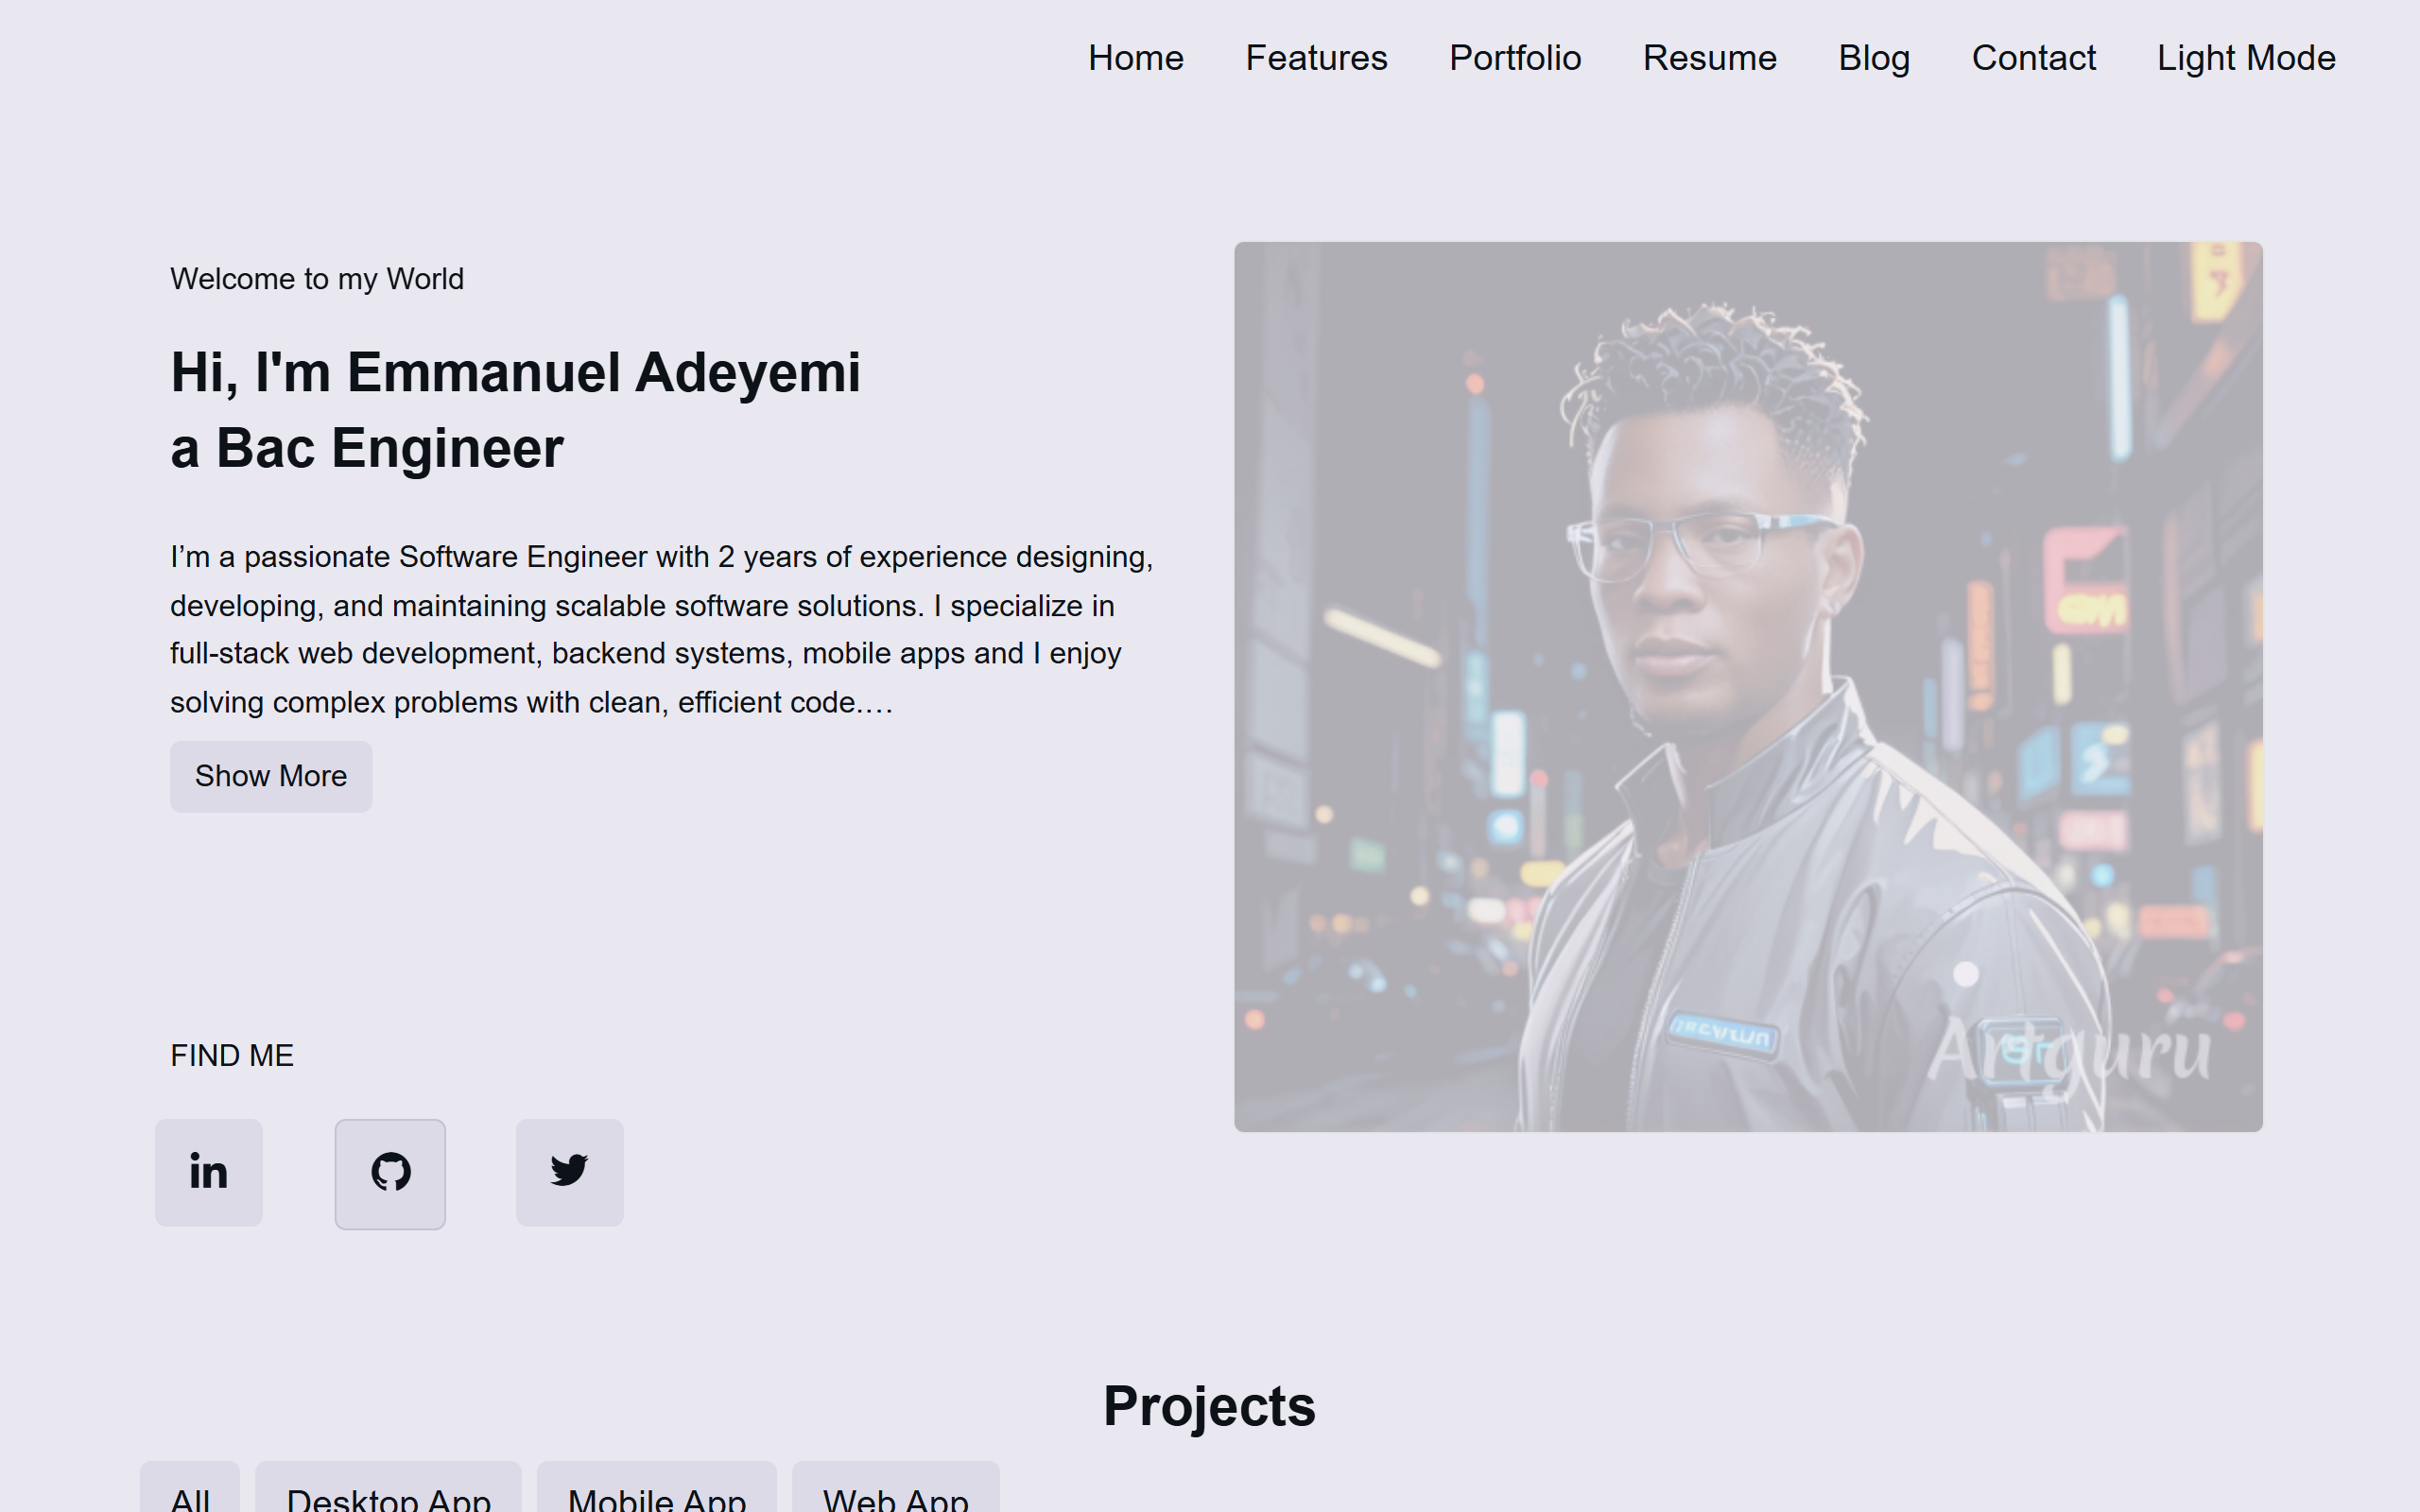 Home Features Portfolio Resume Blog Contact Light Mode
Welcome to my World
Hi, I'm Emmanuel Adeyemi
a Bac Engineer
I’m a passionate Software Engineer with 2 years of experience designing,
developing, and maintaining scalable software solutions. I specialize in
full-stack web development, backend systems, mobile apps and I enjoy
solving complex problems with clean, efficient code.…
Show More
Artguru
FIND ME
in
Projects
All Desktop App Mobile App Web App